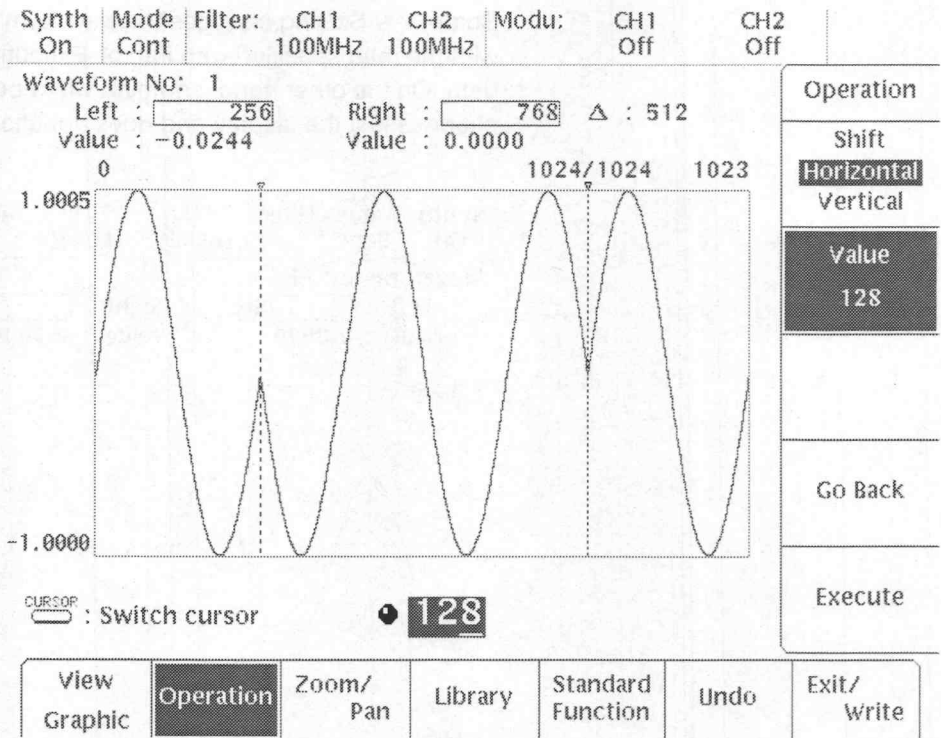 Synth Mode Filter: CH1 CH2 Modu: CH1 CH2
On Cont 100MHz 100MHz Off Off
Waveform No: 1
Left : 256 Right : 768 Δ : 512
Value : -0.0244 Value : 0.0000
0 1024/1024 1023
1.0005
-1.0000
CURSOR : Switch cursor 128
Operation
Shift
Horizontal
Vertical
Value
128
Go Back
Execute
View Graphic
Operation
Zoom/ Pan
Library
Standard Function
Undo
Exit/ Write